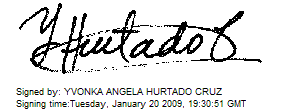 YHurtado C
Signed by: YVONKA ANGELA HURTADO CRUZ
Signing time:Tuesday, January 20 2009, 19:30:51 GMT